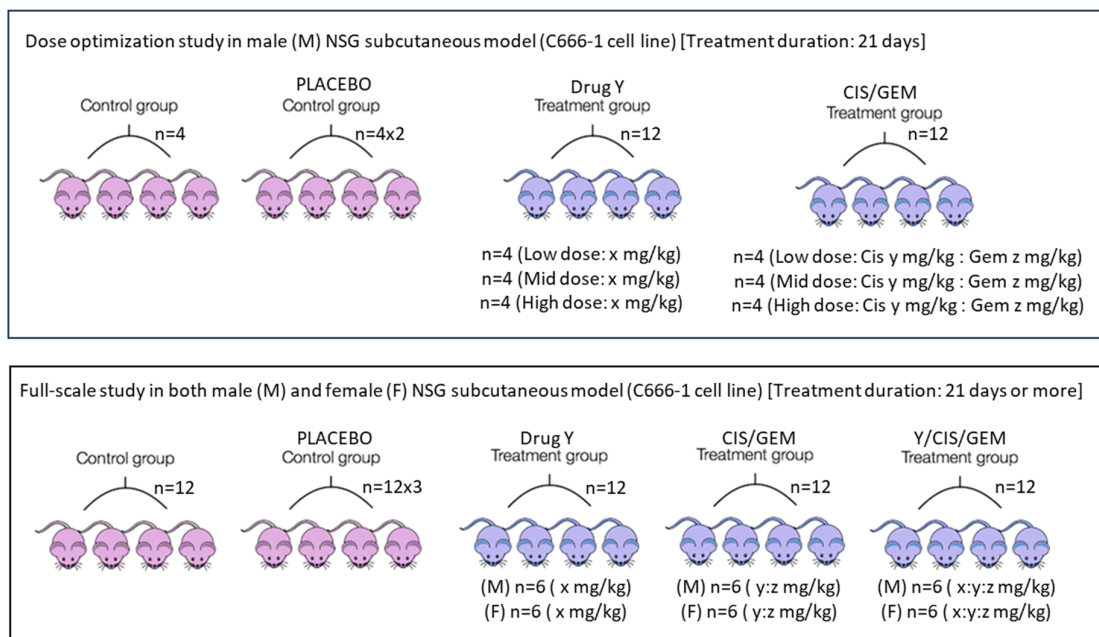 Dose optimization study in male (M) NSG subcutaneous model (C666-1 cell line) [Treatment duration: 21 days]
Control group
n=4
PLACEBO
Control group
n=4x2
Drug Y
Treatment group
n=12
n=4 (Low dose: x mg/kg)
n=4 (Mid dose: x mg/kg)
n=4 (High dose: x mg/kg)
CIS/GEM
Treatment group
n=12
n=4 (Low dose: Cis y mg/kg : Gem z mg/kg)
n=4 (Mid dose: Cis y mg/kg : Gem z mg/kg)
n=4 (High dose: Cis y mg/kg : Gem z mg/kg)
Full-scale study in both male (M) and female (F) NSG subcutaneous model (C666-1 cell line) [Treatment duration: 21 days or more]
Control group
n=12
PLACEBO
Control group
n=12x3
Drug Y
Treatment group
n=12
(M) n=6 ( x mg/kg)
(F) n=6 ( x mg/kg)
CIS/GEM
Treatment group
n=12
(M) n=6 ( y:z mg/kg)
(F) n=6 ( y:z mg/kg)
Y/CIS/GEM
Treatment group
n=12
(M) n=6 ( x:y:z mg/kg)
(F) n=6 ( x:y:z mg/kg)